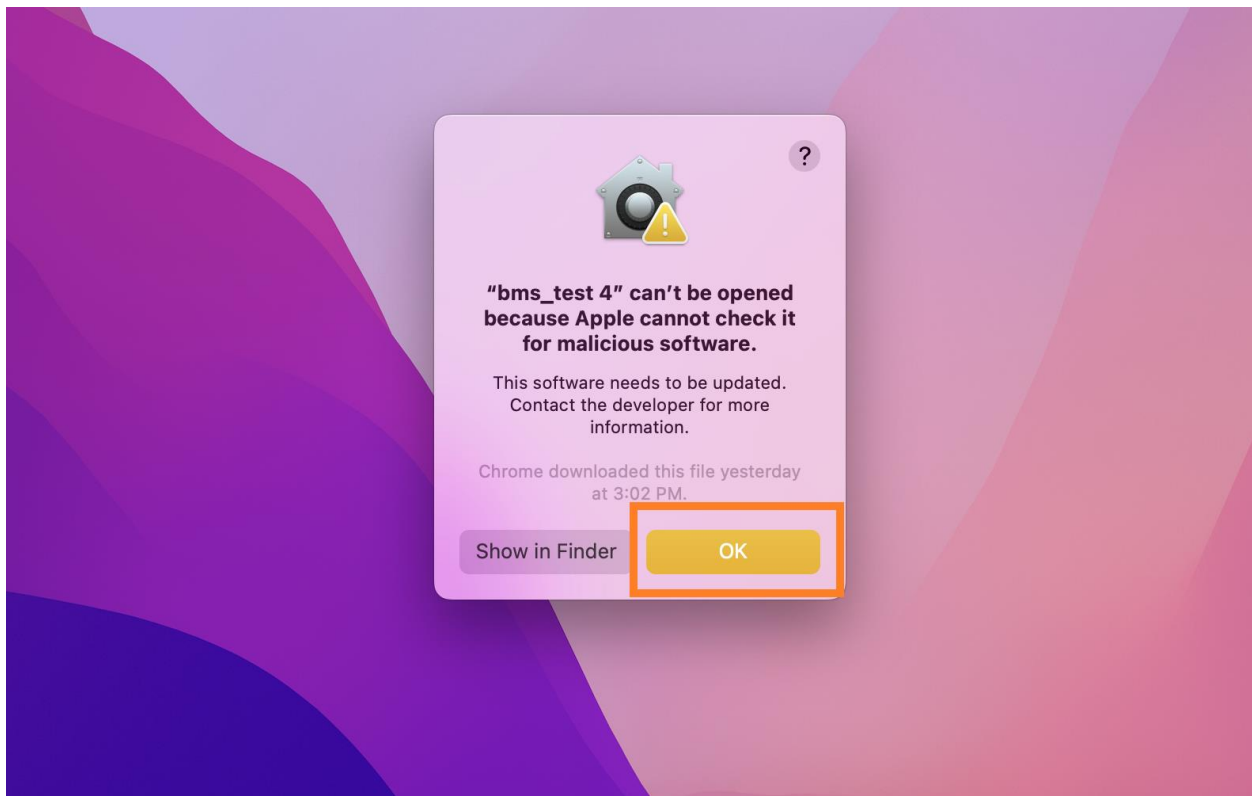 ?
“bms_test 4” can’t be opened
because Apple cannot check it
for malicious software.
This software needs to be updated.
Contact the developer for more
information.
Chrome downloaded this file yesterday
at 3:02 PM.
Show in Finder
OK